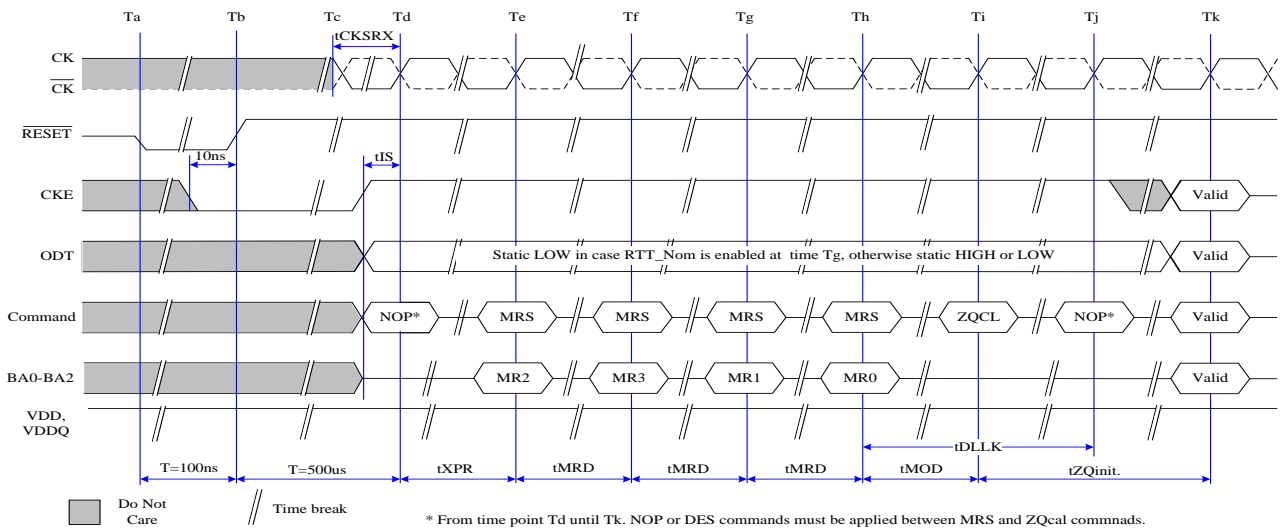 Ta Tb Tc Td Te Tf Tg Th Ti Tj Tk
tCKSRX
CK
CK
RESET
10ns
tIS
CKE
Valid
ODT
Static LOW in case RTT_Nom is enabled at time Tg, otherwise static HIGH or LOW
Valid
Command
NOP* MRS MRS MRS MRS ZQCL NOP* Valid
BA0-BA2
MR2 MR3 MR1 MR0 Valid
VDD,
VDDQ
tDLLK
T=100ns T=500us tXPR tMRD tMRD tMRD tMOD tZQinit.
Do Not
Care
Time break
* From time point Td until Tk. NOP or DES commands must be applied between MRS and ZQcal commnads.